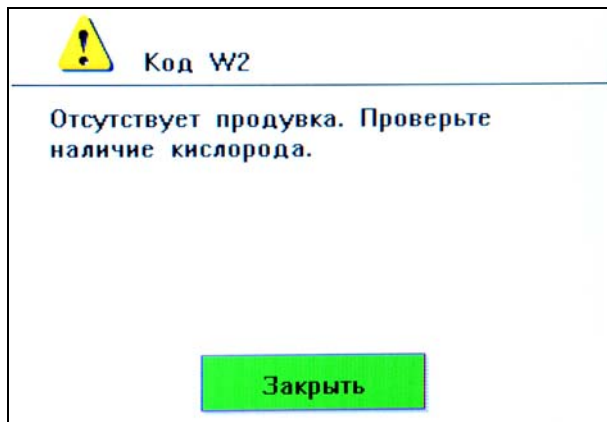 Код W2
Отсутствует продувка. Проверьте
наличие кислорода.
Закрыть